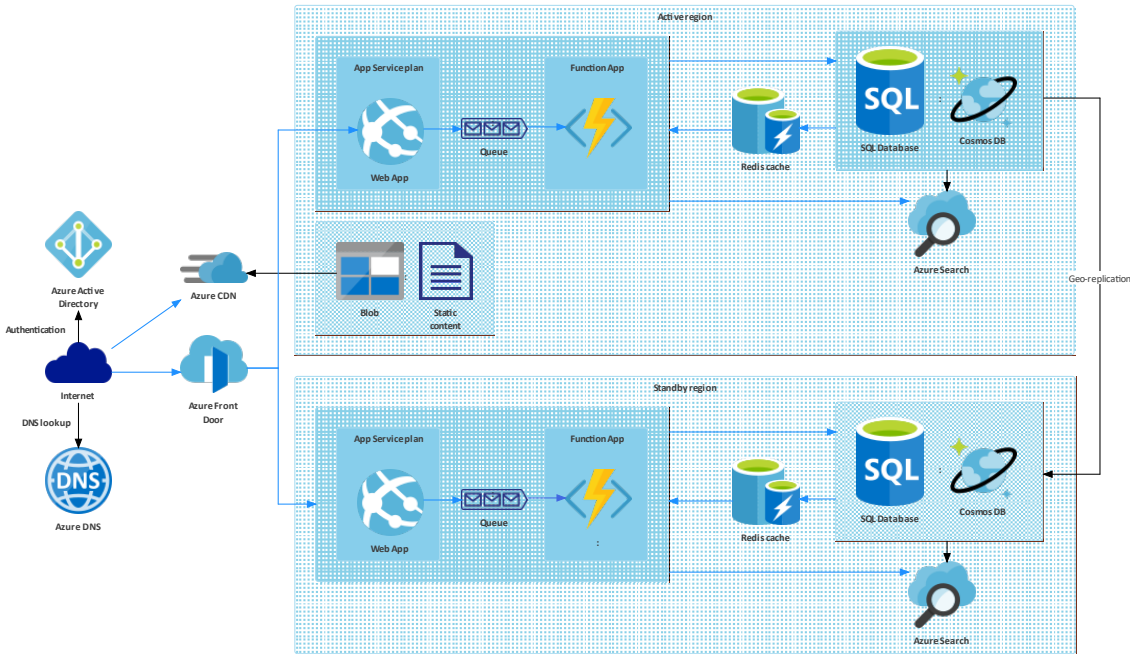 Active region
App Service plan
Function App
SQL
Queue
Web App
Redis cache
SQL Database
Cosmos DB
Azure Search
Geo-replication
Azure Active
Directory
Azure CDN
Blob
Static
content
Authentication
Internet
Azure Front
Door
DNS lookup
DNS
Azure DNS
Standby region
App Service plan
Function App
SQL
Queue
Web App
Redis cache
SQL Database
Cosmos DB
Azure Search